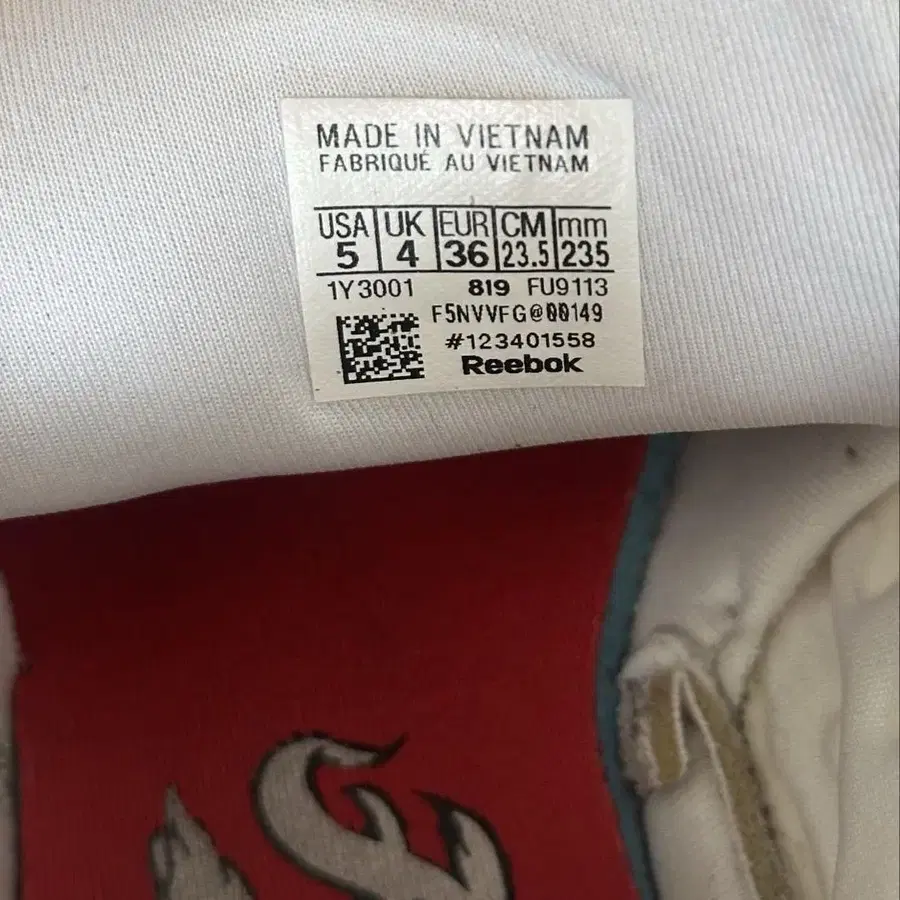 MADE IN VIETNAM
FABRIQUÉ AU VIETNAM
USA UK EUR CM mm
5 4 36 23.5 235
1Y3001 819 FU9113
F5NVVFG@00149
#123401558
Reebok